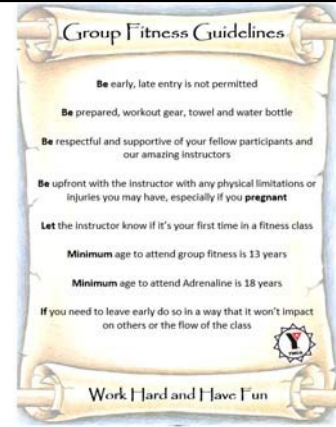 Group Fitness Guidelines
Be early, late entry is not permitted
Be prepared, workout gear, towel and water bottle
Be respectful and supportive of your fellow participants and
our amazing instructors
Be upfront with the instructor with any physical limitations or
injuries you may have, especially if you pregnant
Let the instructor know if it's your first time in a fitness class
Minimum age to attend group fitness is 13 years
Minimum age to attend Adrenaline is 18 years
If you need to leave early do so in a way that it won't impact
on others or the flow of the class
YMCA
Work Hard and Have Fun